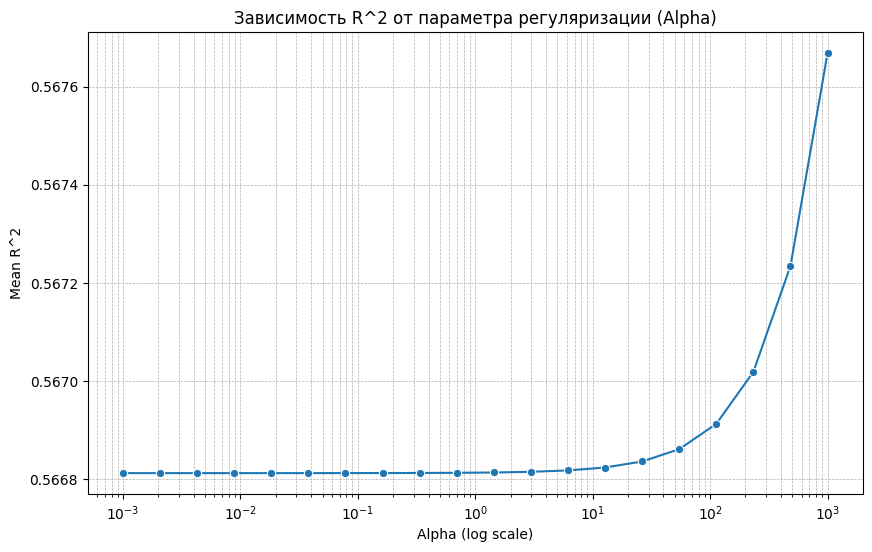 Зависимость R^2 от параметра регуляризации (Alpha)
Mean R^2
0.5676
0.5674
0.5672
0.5670
0.5668
10⁻³ 10⁻² 10⁻¹ 10⁰ 10¹ 10² 10³
Alpha (log scale)